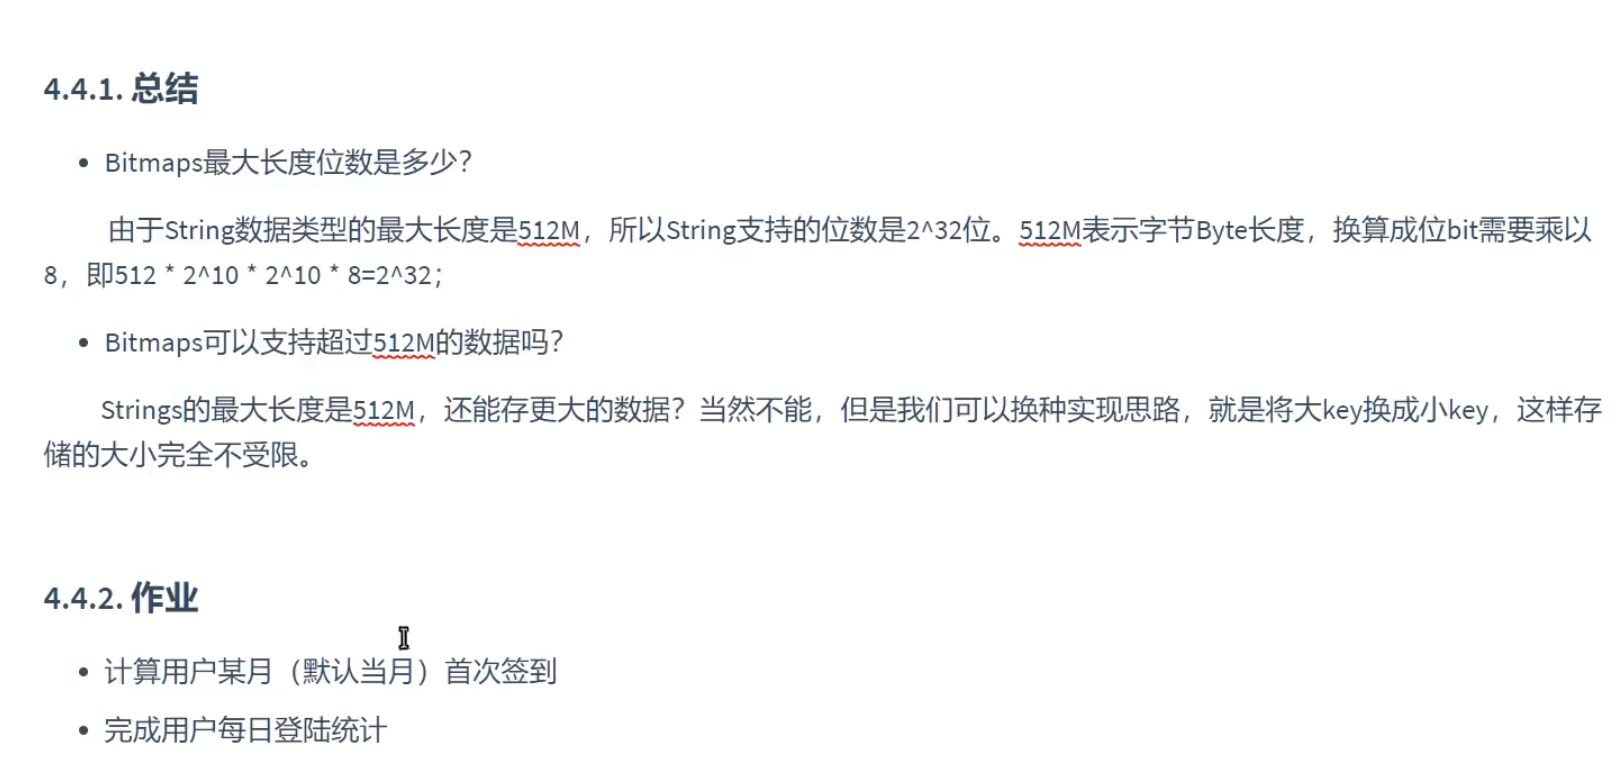 4.4.1. 总结
• Bitmaps最大长度位数是多少?
由于String数据类型的最大长度是512M，所以String支持的位数是2^32位。512M表示字节Byte长度，换算成位bit需要乘以
8，即512 * 2^10 * 2^10 * 8=2^32；
• Bitmaps可以支持超过512M的数据吗?
Strings的最大长度是512M，还能存更大的数据？当然不能，但是我们可以换种实现思路，就是将大key换成小key，这样存
储的大小完全不受限。
4.4.2. 作业
• 计算用户某月（默认当月）首次签到
• 完成用户每日登陆统计